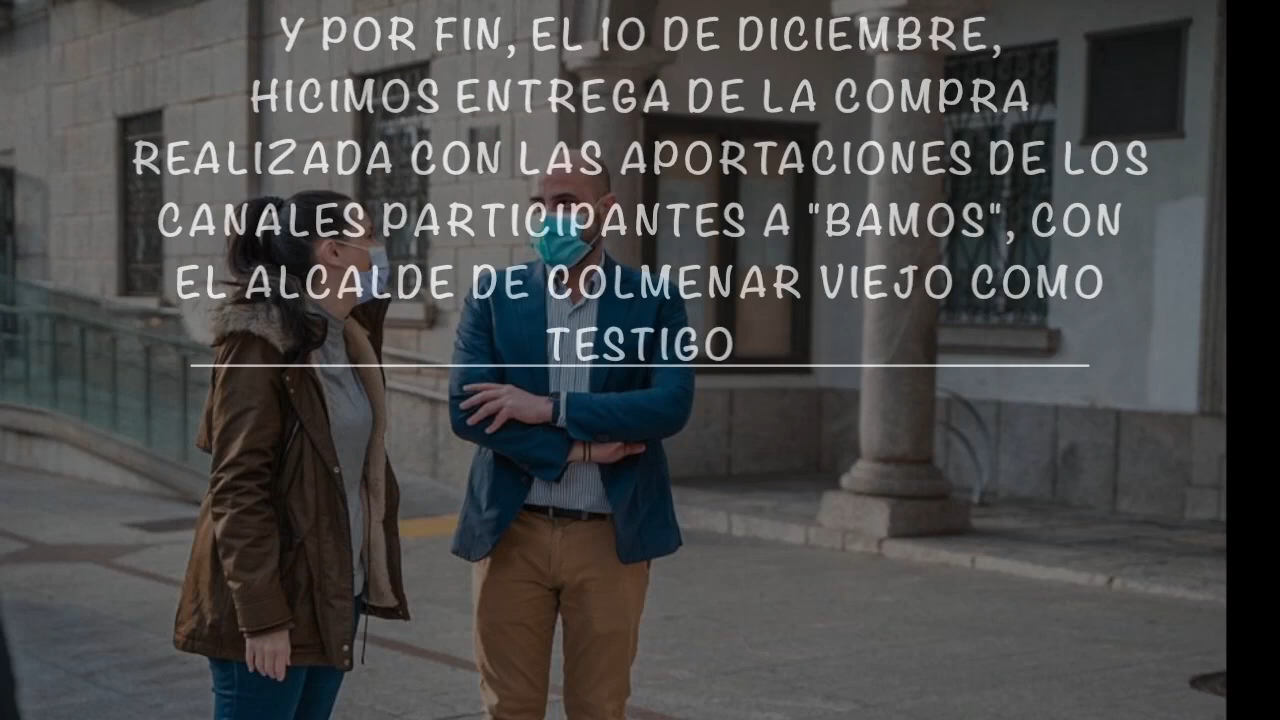 Y POR FIN, EL 10 DE DICIEMBRE,
HICIMOS ENTREGA DE LA COMPRA
REALIZADA CON LAS APORTACIONES DE LOS
CANALES PARTICIPANTES A "BAMOS", CON
EL ALCALDE DE COLMENAR VIEJO COMO
TESTIGO